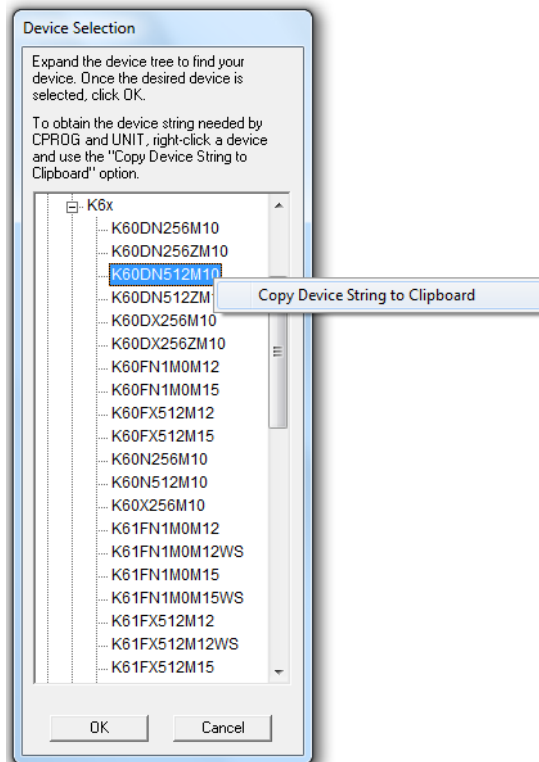 Device Selection
Expand the device tree to find your
device. Once the desired device is
selected, click OK.
To obtain the device string needed by
CPROG and UNIT, right-click a device
and use the "Copy Device String to
Clipboard" option.
K6x
K60DN256M10
K60DN256ZM10
K60DN512M10
K60DN512ZM
Copy Device String to Clipboard
K60DX256M10
K60DX256ZM10
K60FN1M0M12
K60FN1M0M15
K60FX512M12
K60FX512M15
K60N256M10
K60N512M10
K60X256M10
K61FN1M0M12
K61FN1M0M12WS
K61FN1M0M15
K61FN1M0M15WS
K61FX512M12
K61FX512M12WS
K61FX512M15
OK Cancel